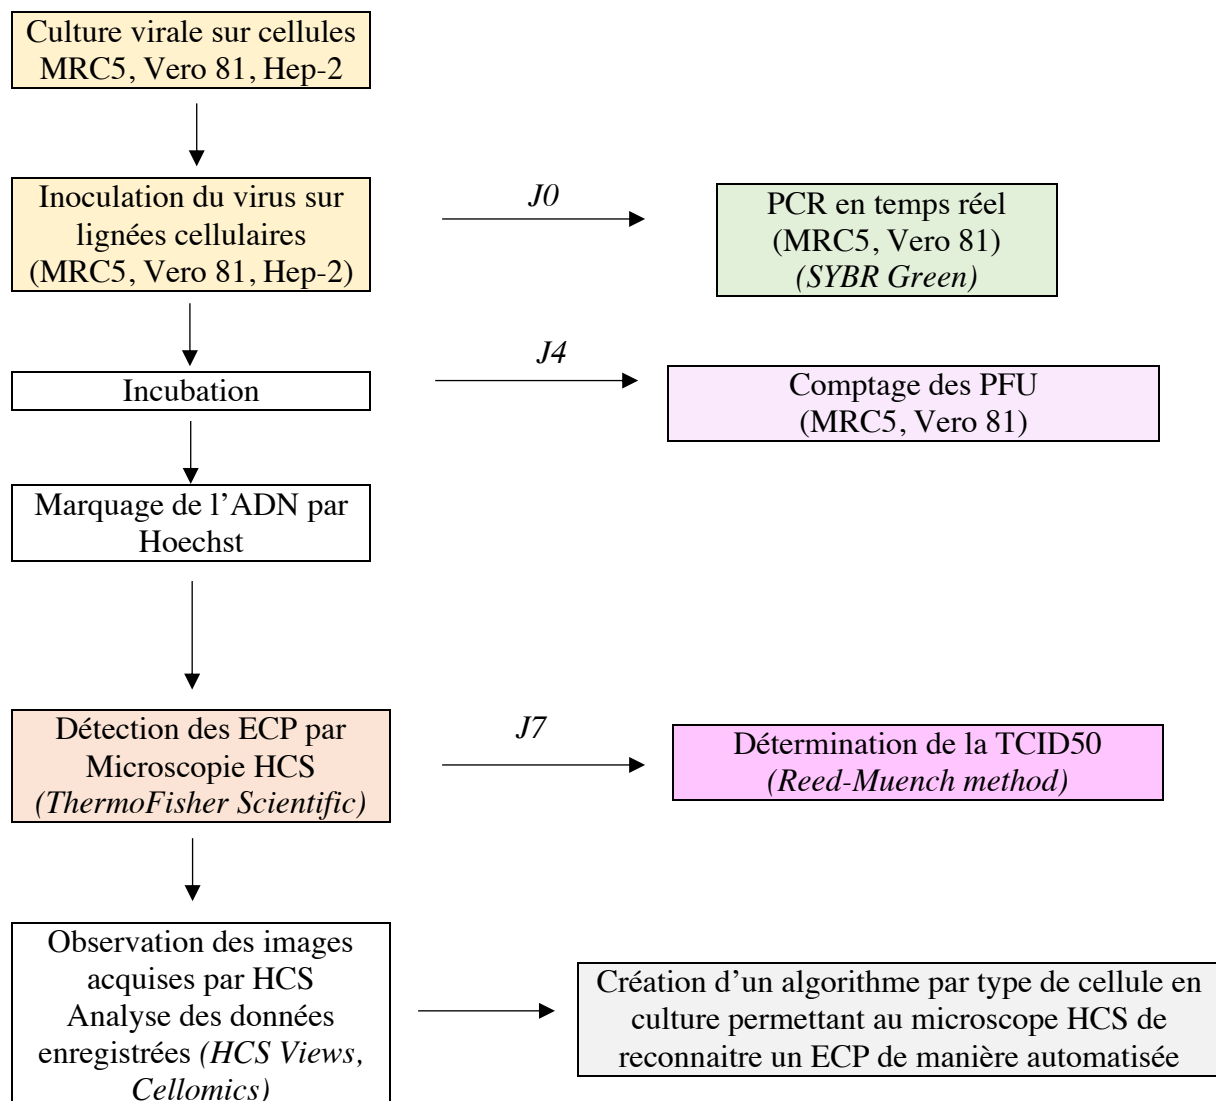 Culture virale sur cellules
MRC5, Vero 81, Hep-2
Inoculation du virus sur
lignées cellulaires
(MRC5, Vero 81, Hep-2)
J0
PCR en temps réel
(MRC5, Vero 81)
(SYBR Green)
Incubation
J4
Comptage des PFU
(MRC5, Vero 81)
Marquage de l’ADN par
Hoechst
Détection des ECP par
Microscopie HCS
(ThermoFisher Scientific)
J7
Détermination de la TCID50
(Reed-Muench method)
Observation des images
acquises par HCS
Analyse des données
enregistrées (HCS Views,
Cellomics)
Création d’un algorithme par type de cellule en
culture permettant au microscope HCS de
reconnaitre un ECP de manière automatisée